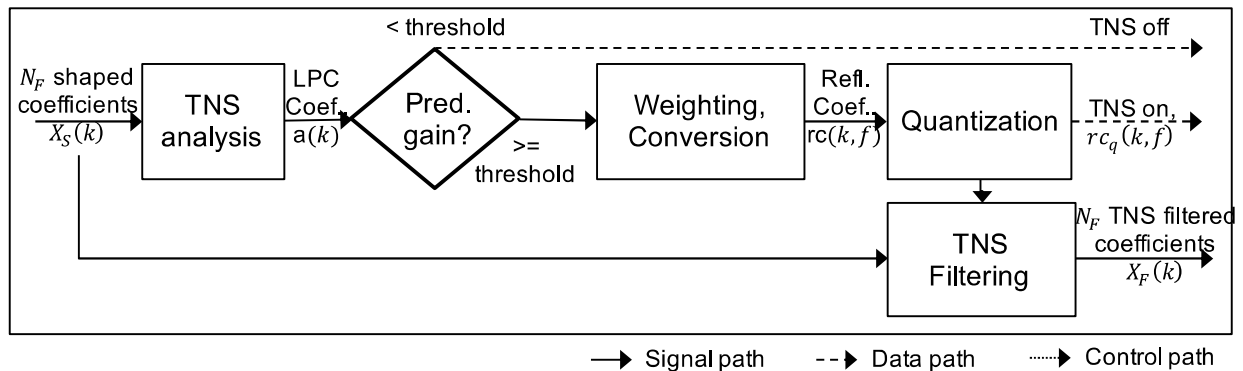 < threshold
TNS off
N_F shaped
coefficients
X_S(k)
TNS
analysis
LPC
Coef..
a(k)
Pred.
gain?
>=
threshold
Weighting,
Conversion
Refl.
Coef..
rc(k,f)
Quantization
TNS on,
rc_q(k,f)
TNS
Filtering
N_F TNS filtered
coefficients
X_F(k)
Signal path
Data path
Control path